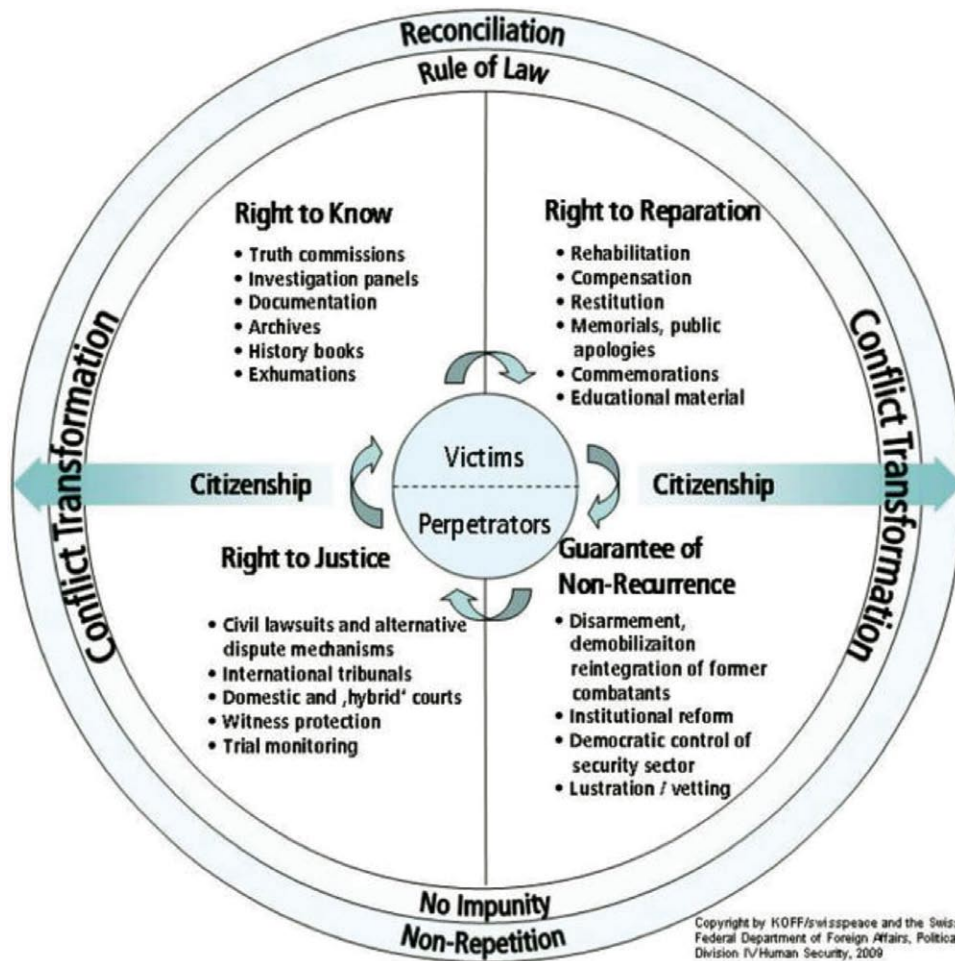 Reconciliation
Rule of Law
Right to Know
• Truth commissions
• Investigation panels
• Documentation
• Archives
• History books
• Exhumations
Right to Reparation
• Rehabilitation
• Compensation
• Restitution
• Memorials, public
apologies
• Commemorations
• Educational material
Conflict Transformation
Conflict Transformation
Citizenship
Victims
Perpetrators
Citizenship
Right to Justice
• Civil lawsuits and alternative
dispute mechanisms
• International tribunals
• Domestic and ‚hybrid' courts
• Witness protection
• Trial monitoring
Guarantee of
Non-Recurrence
• Disarmement,
demobilizaiton
reintegration of former
combatants
• Institutional reform
• Democratic control of
security sector
• Lustration / vetting
No Impunity
Non-Repetition
Copyright by KOFF/swisspeace and the Swis
Federal Department of Foreign Affairs, Politica
Division IV/Human Security, 2009